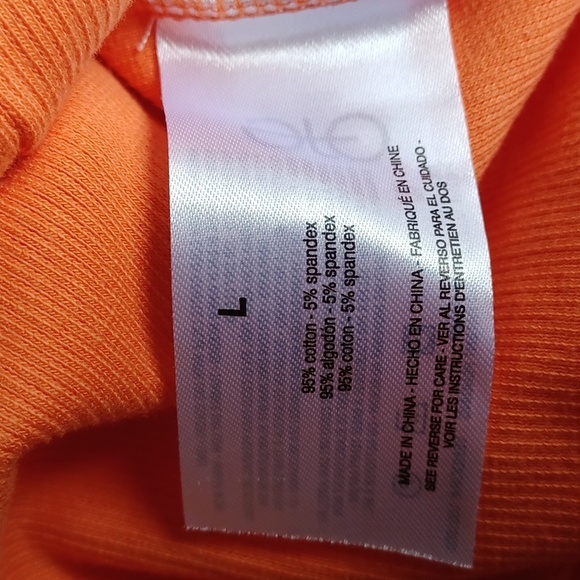 L
95% cotton - 5% spandex
95% algodón - 5% spandex
95% coton - 5% spandex
MADE IN CHINA - HECHO EN CHINA - FABRIQUÉ EN CHINE
SEE REVERSE FOR CARE - VER AL REVERSO PARA EL CUIDADO -
VOIR LES INSTRUCTIONS D'ENTRETIEN AU DOS